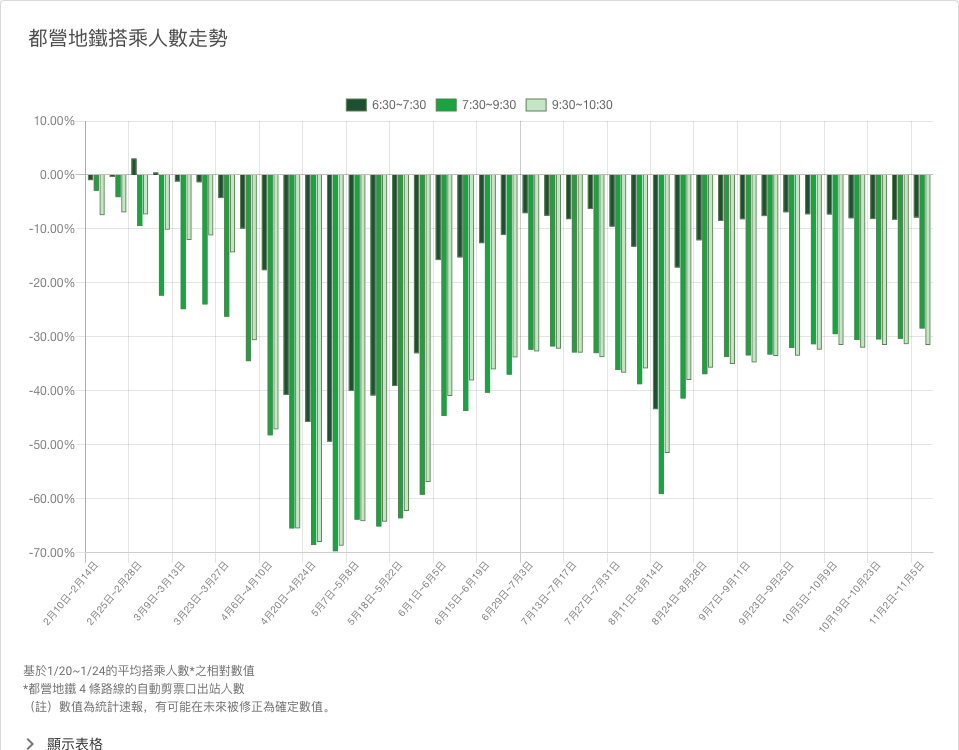 都營地鐵搭乘人數走勢
6:30~7:30 7:30~9:30 9:30~10:30
10.00%
0.00%
-10.00%
-20.00%
-30.00%
-40.00%
-50.00%
-60.00%
-70.00%
2月10日~2月14日
2月25日~2月28日
3月9日~3月13日
3月23日~3月27日
4月6日~4月10日
4月20日~4月24日
5月7日~5月8日
5月18日~5月22日
6月1日~6月5日
6月15日~6月19日
6月29日~7月3日
7月13日~7月17日
7月27日~7月31日
8月11日~8月14日
8月24日~8月28日
9月7日~9月11日
9月23日~9月25日
10月5日~10月9日
10月19日~10月23日
11月2日~11月5日
基於1/20~1/24的平均搭乘人數*之相對數值
*都營地鐵 4 條路線的自動剪票口出站人數
（註）數值為統計速報，有可能在未來被修正為確定數值。
顯示表格